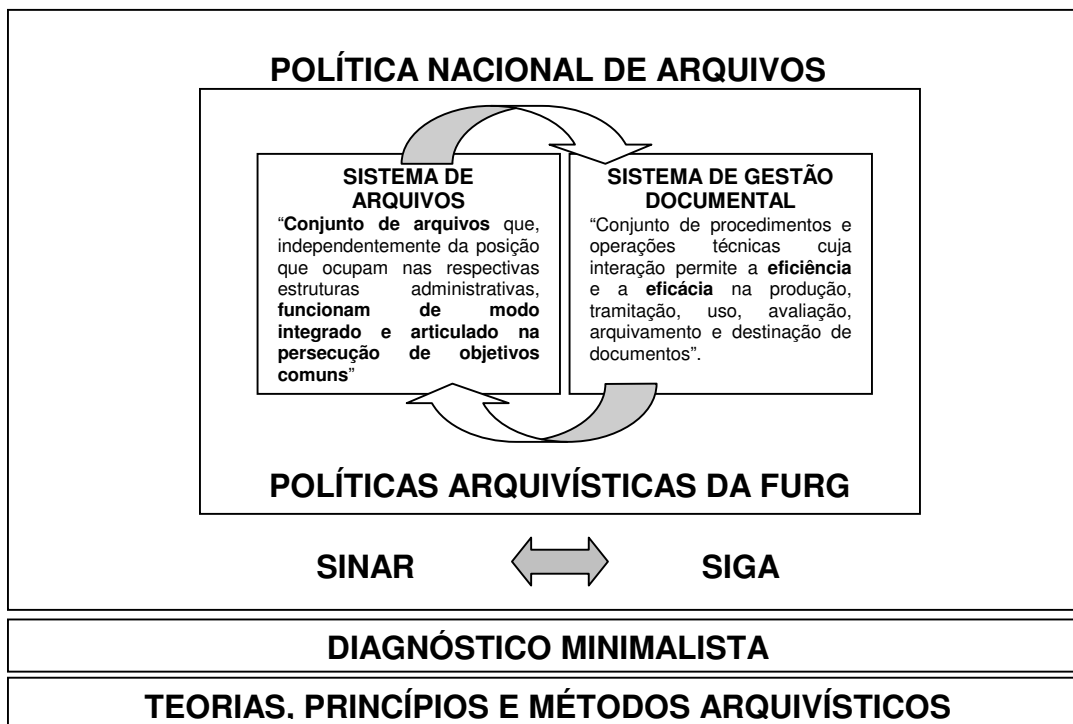 POLÍTICA NACIONAL DE ARQUIVOS
SISTEMA DE
ARQUIVOS
“Conjunto de arquivos que,
independentemente da posição
que ocupam nas respectivas
estruturas administrativas,
funcionam de modo
integrado e articulado na
persecução de objetivos
comuns”
SISTEMA DE GESTÃO
DOCUMENTAL
“Conjunto de procedimentos e
operações técnicas cuja
interação permite a eficiência
e a eficácia na produção,
tramitação, uso, avaliação,
arquivamento e destinação de
documentos”.
POLÍTICAS ARQUIVÍSTICAS DA FURG
SINAR SIGA
DIAGNÓSTICO MINIMALISTA
TEORIAS, PRINCÍPIOS E MÉTODOS ARQUIVÍSTICOS